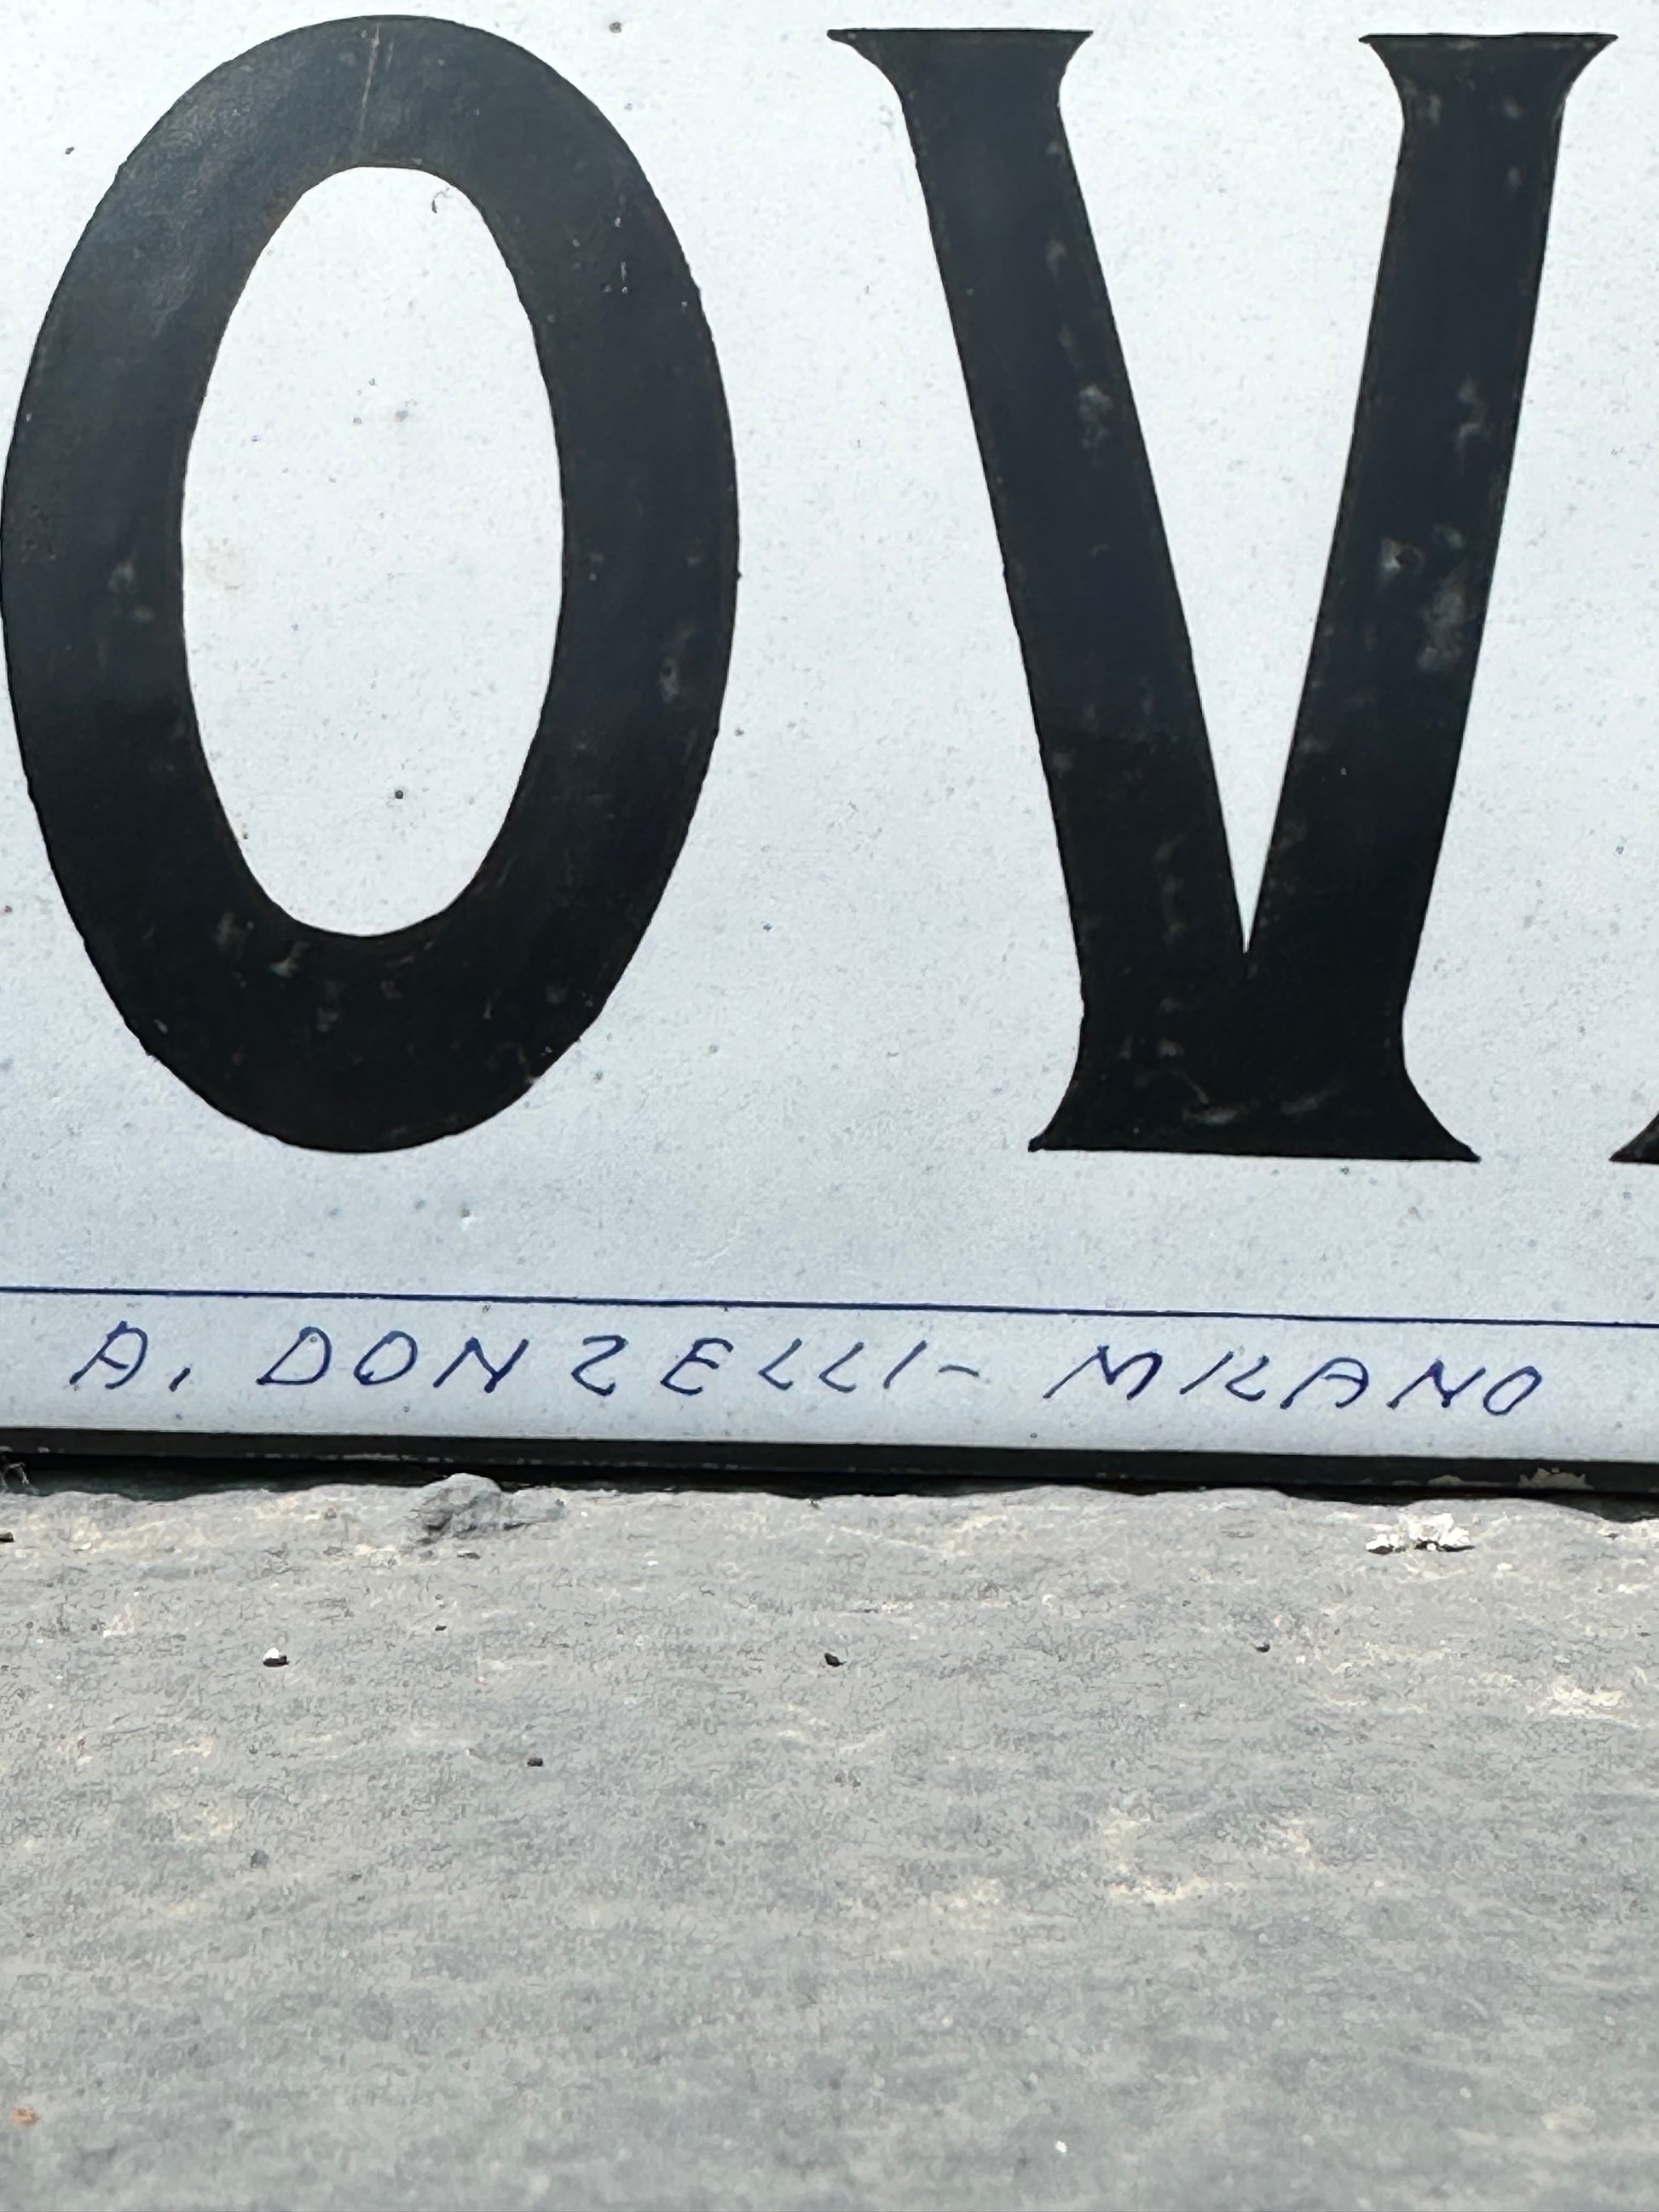 OV
A. DONZELLI - MILANO